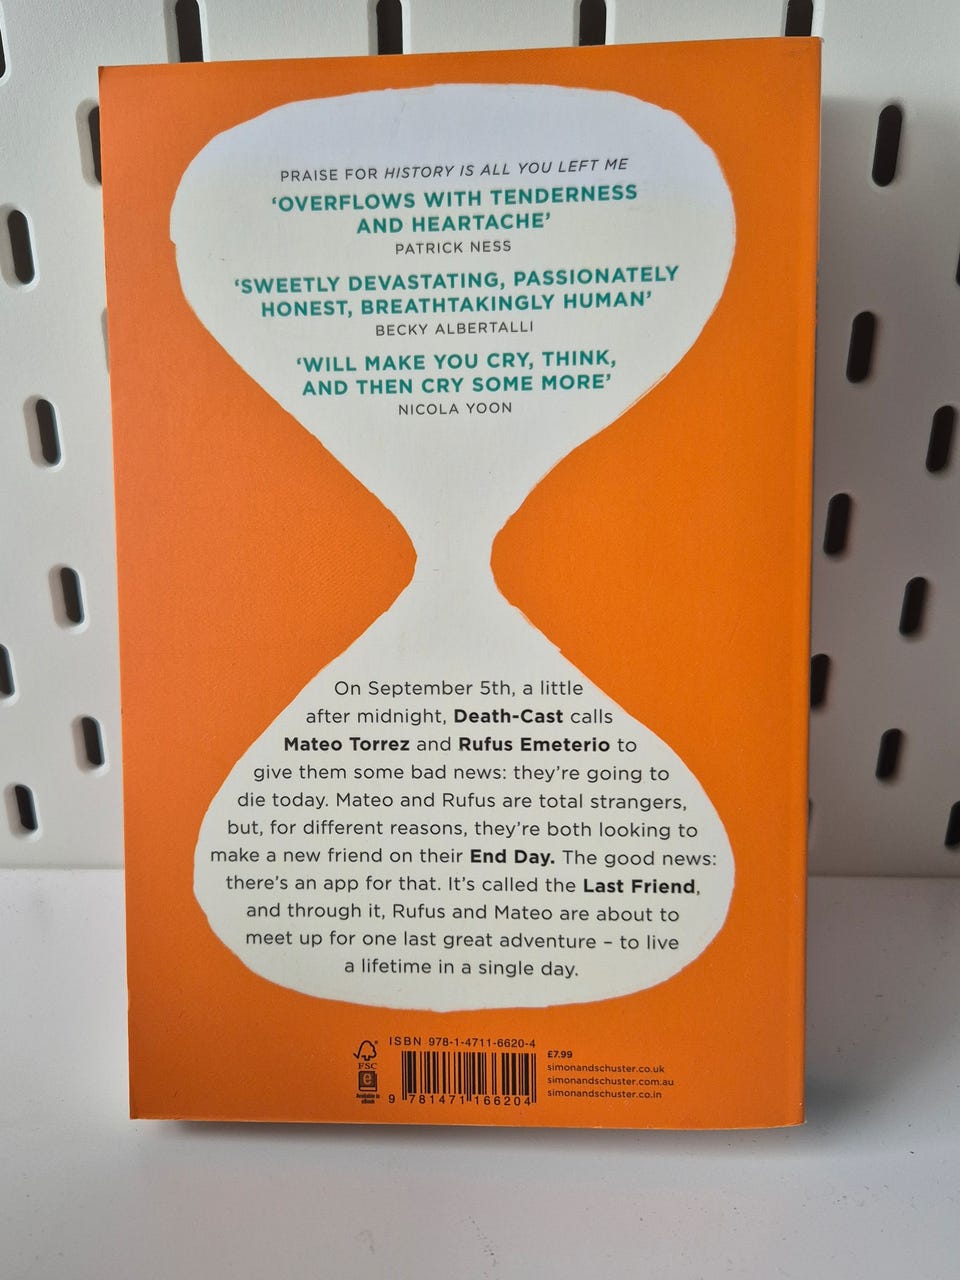 PRAISE FOR HISTORY IS ALL YOU LEFT ME
‘OVERFLOWS WITH TENDERNESS
AND HEARTACHE’
PATRICK NESS
‘SWEETLY DEVASTATING, PASSIONATELY
HONEST, BREATHTAKINGLY HUMAN’
BECKY ALBERTALLI
‘WILL MAKE YOU CRY, THINK,
AND THEN CRY SOME MORE’
NICOLA YOON
On September 5th, a little
after midnight, Death-Cast calls
Mateo Torrez and Rufus Emeterio to
give them some bad news: they’re going to
die today. Mateo and Rufus are total strangers,
but, for different reasons, they’re both looking to
make a new friend on their End Day. The good news:
there’s an app for that. It’s called the Last Friend,
and through it, Rufus and Mateo are about to
meet up for one last great adventure – to live
a lifetime in a single day.
ISBN 978-1-4711-6620-4
FSC
e
Available in
eBook
9 781471 166204
£7.99
simonandschuster.co.uk
simonandschuster.com.au
simonandschuster.co.in